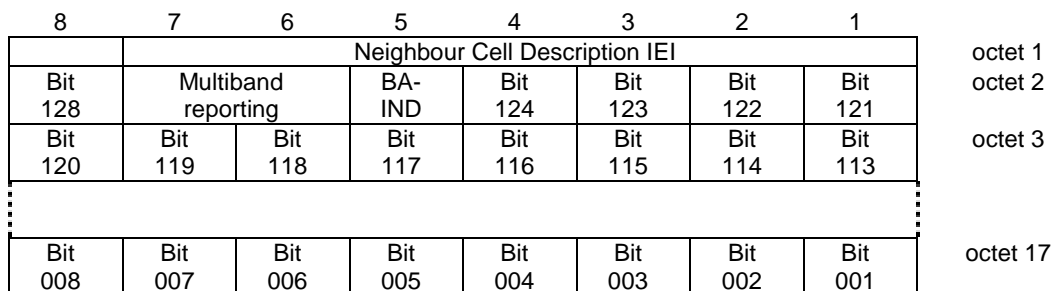 8 7 6 5 4 3 2 1
Neighbour Cell Description IEI octet 1
Bit 128 Multiband reporting BA-IND Bit 124 Bit 123 Bit 122 Bit 121 octet 2
Bit 120 Bit 119 Bit 118 Bit 117 Bit 116 Bit 115 Bit 114 Bit 113 octet 3
Bit 008 Bit 007 Bit 006 Bit 005 Bit 004 Bit 003 Bit 002 Bit 001 octet 17